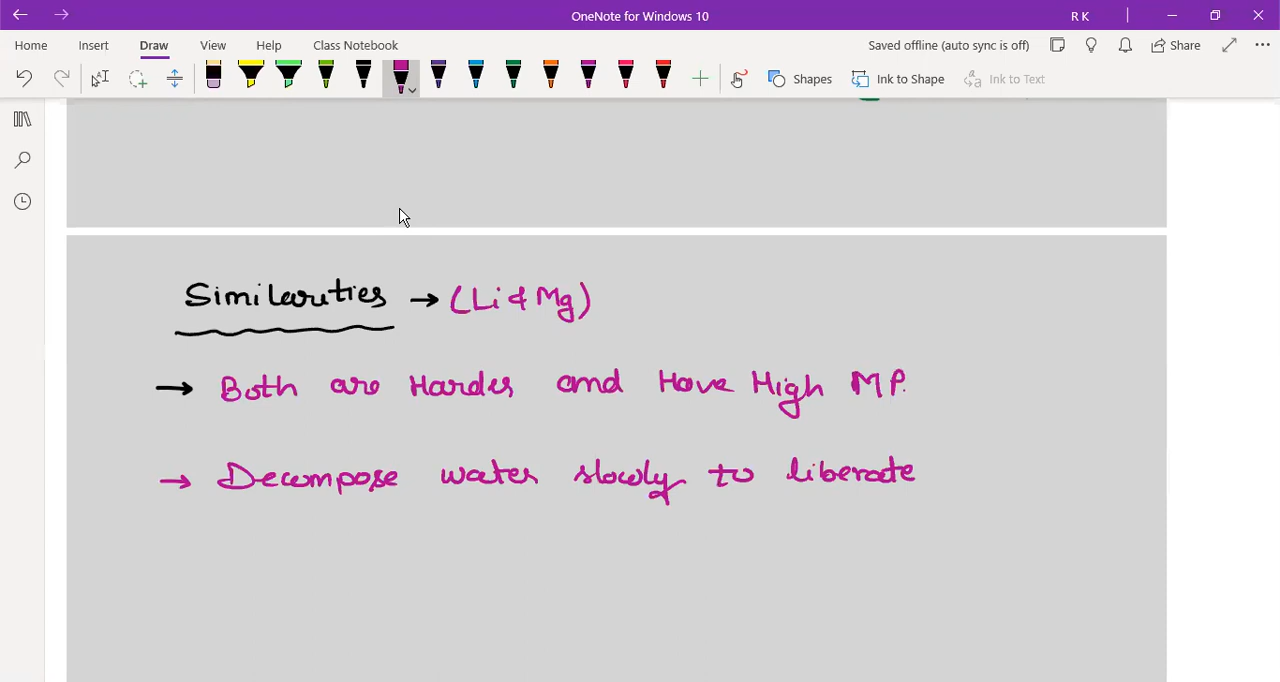 OneNote for Windows 10
R K
Home Insert Draw View Help Class Notebook
Saved offline (auto sync is off)
Share
Shapes
Ink to Shape
Ink to Text
Similarities → (Li & Mg)
→ Both are Harder and Have High MP.
→ Decompose water slowly to liberate